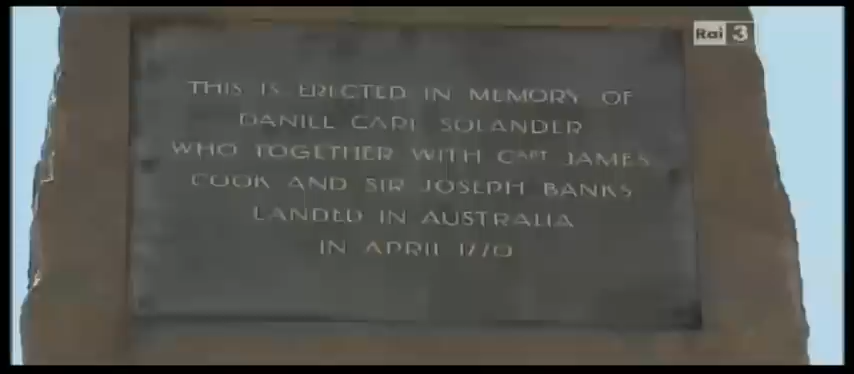 Rai 3
THIS IS ERECTED IN MEMORY OF
DANIEL CARL SOLANDER
WHO TOGETHER WITH CAPT JAMES
COOK AND SIR JOSEPH BANKS
LANDED IN AUSTRALIA
IN APRIL 1770